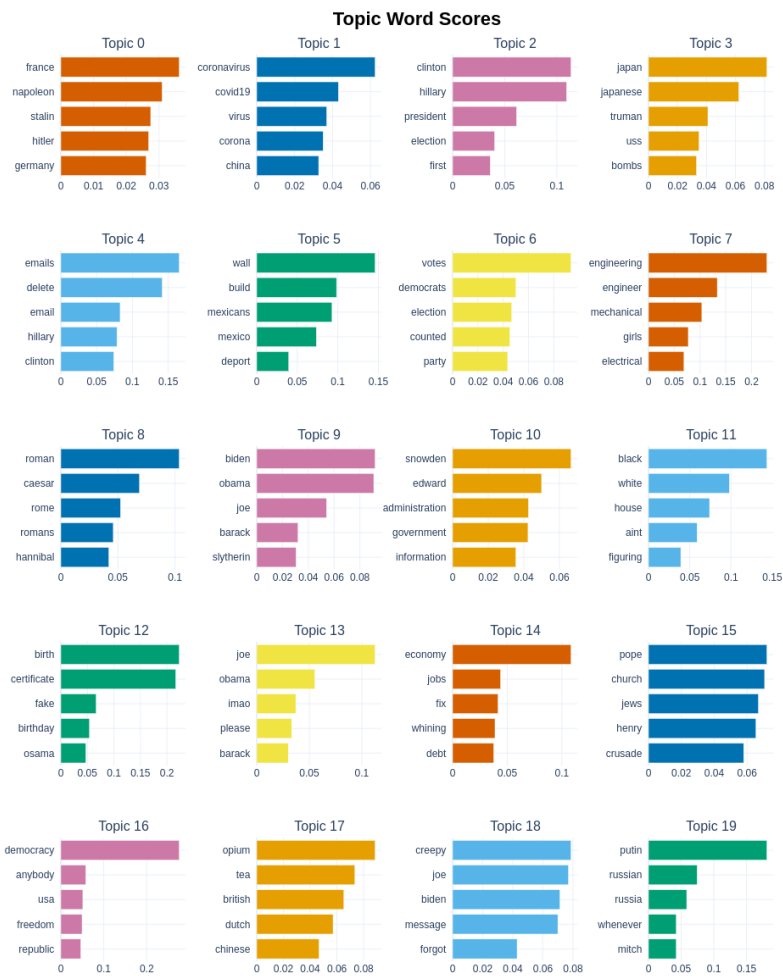 Topic Word Scores
Topic 0
france
napoleon
stalin
hitler
germany
0 0.01 0.02 0.03
Topic 1
coronavirus
covid19
virus
corona
china
0 0.02 0.04 0.06
Topic 2
clinton
hillary
president
election
first
0 0.05 0.1
Topic 3
japan
japanese
truman
uss
bombs
0 0.02 0.04 0.06 0.08
Topic 4
emails
delete
email
hillary
clinton
0 0.05 0.1 0.15
Topic 5
wall
build
mexicans
mexico
deport
0 0.05 0.1 0.15
Topic 6
votes
democrats
election
counted
party
0 0.02 0.04 0.06 0.08
Topic 7
engineering
engineer
mechanical
girls
electrical
0 0.05 0.1 0.15 0.2
Topic 8
roman
caesar
rome
romans
hannibal
0 0.05 0.1
Topic 9
biden
obama
joe
barack
slytherin
0 0.02 0.04 0.06 0.08
Topic 10
snowden
edward
administration
government
information
0 0.02 0.04 0.06
Topic 11
black
white
house
aint
figuring
0 0.05 0.1 0.15
Topic 12
birth
certificate
fake
birthday
osama
0 0.05 0.1 0.15 0.2
Topic 13
joe
obama
imao
please
barack
0 0.05 0.1
Topic 14
economy
jobs
fix
whining
debt
0 0.05 0.1
Topic 15
pope
church
jews
henry
crusade
0 0.02 0.04 0.06
Topic 16
democracy
anybody
usa
freedom
republic
0 0.1 0.2
Topic 17
opium
tea
british
dutch
chinese
0 0.02 0.04 0.06 0.08
Topic 18
creepy
joe
biden
message
forgot
0 0.02 0.04 0.06 0.08
Topic 19
putin
russian
russia
whenever
mitch
0 0.05 0.1 0.15